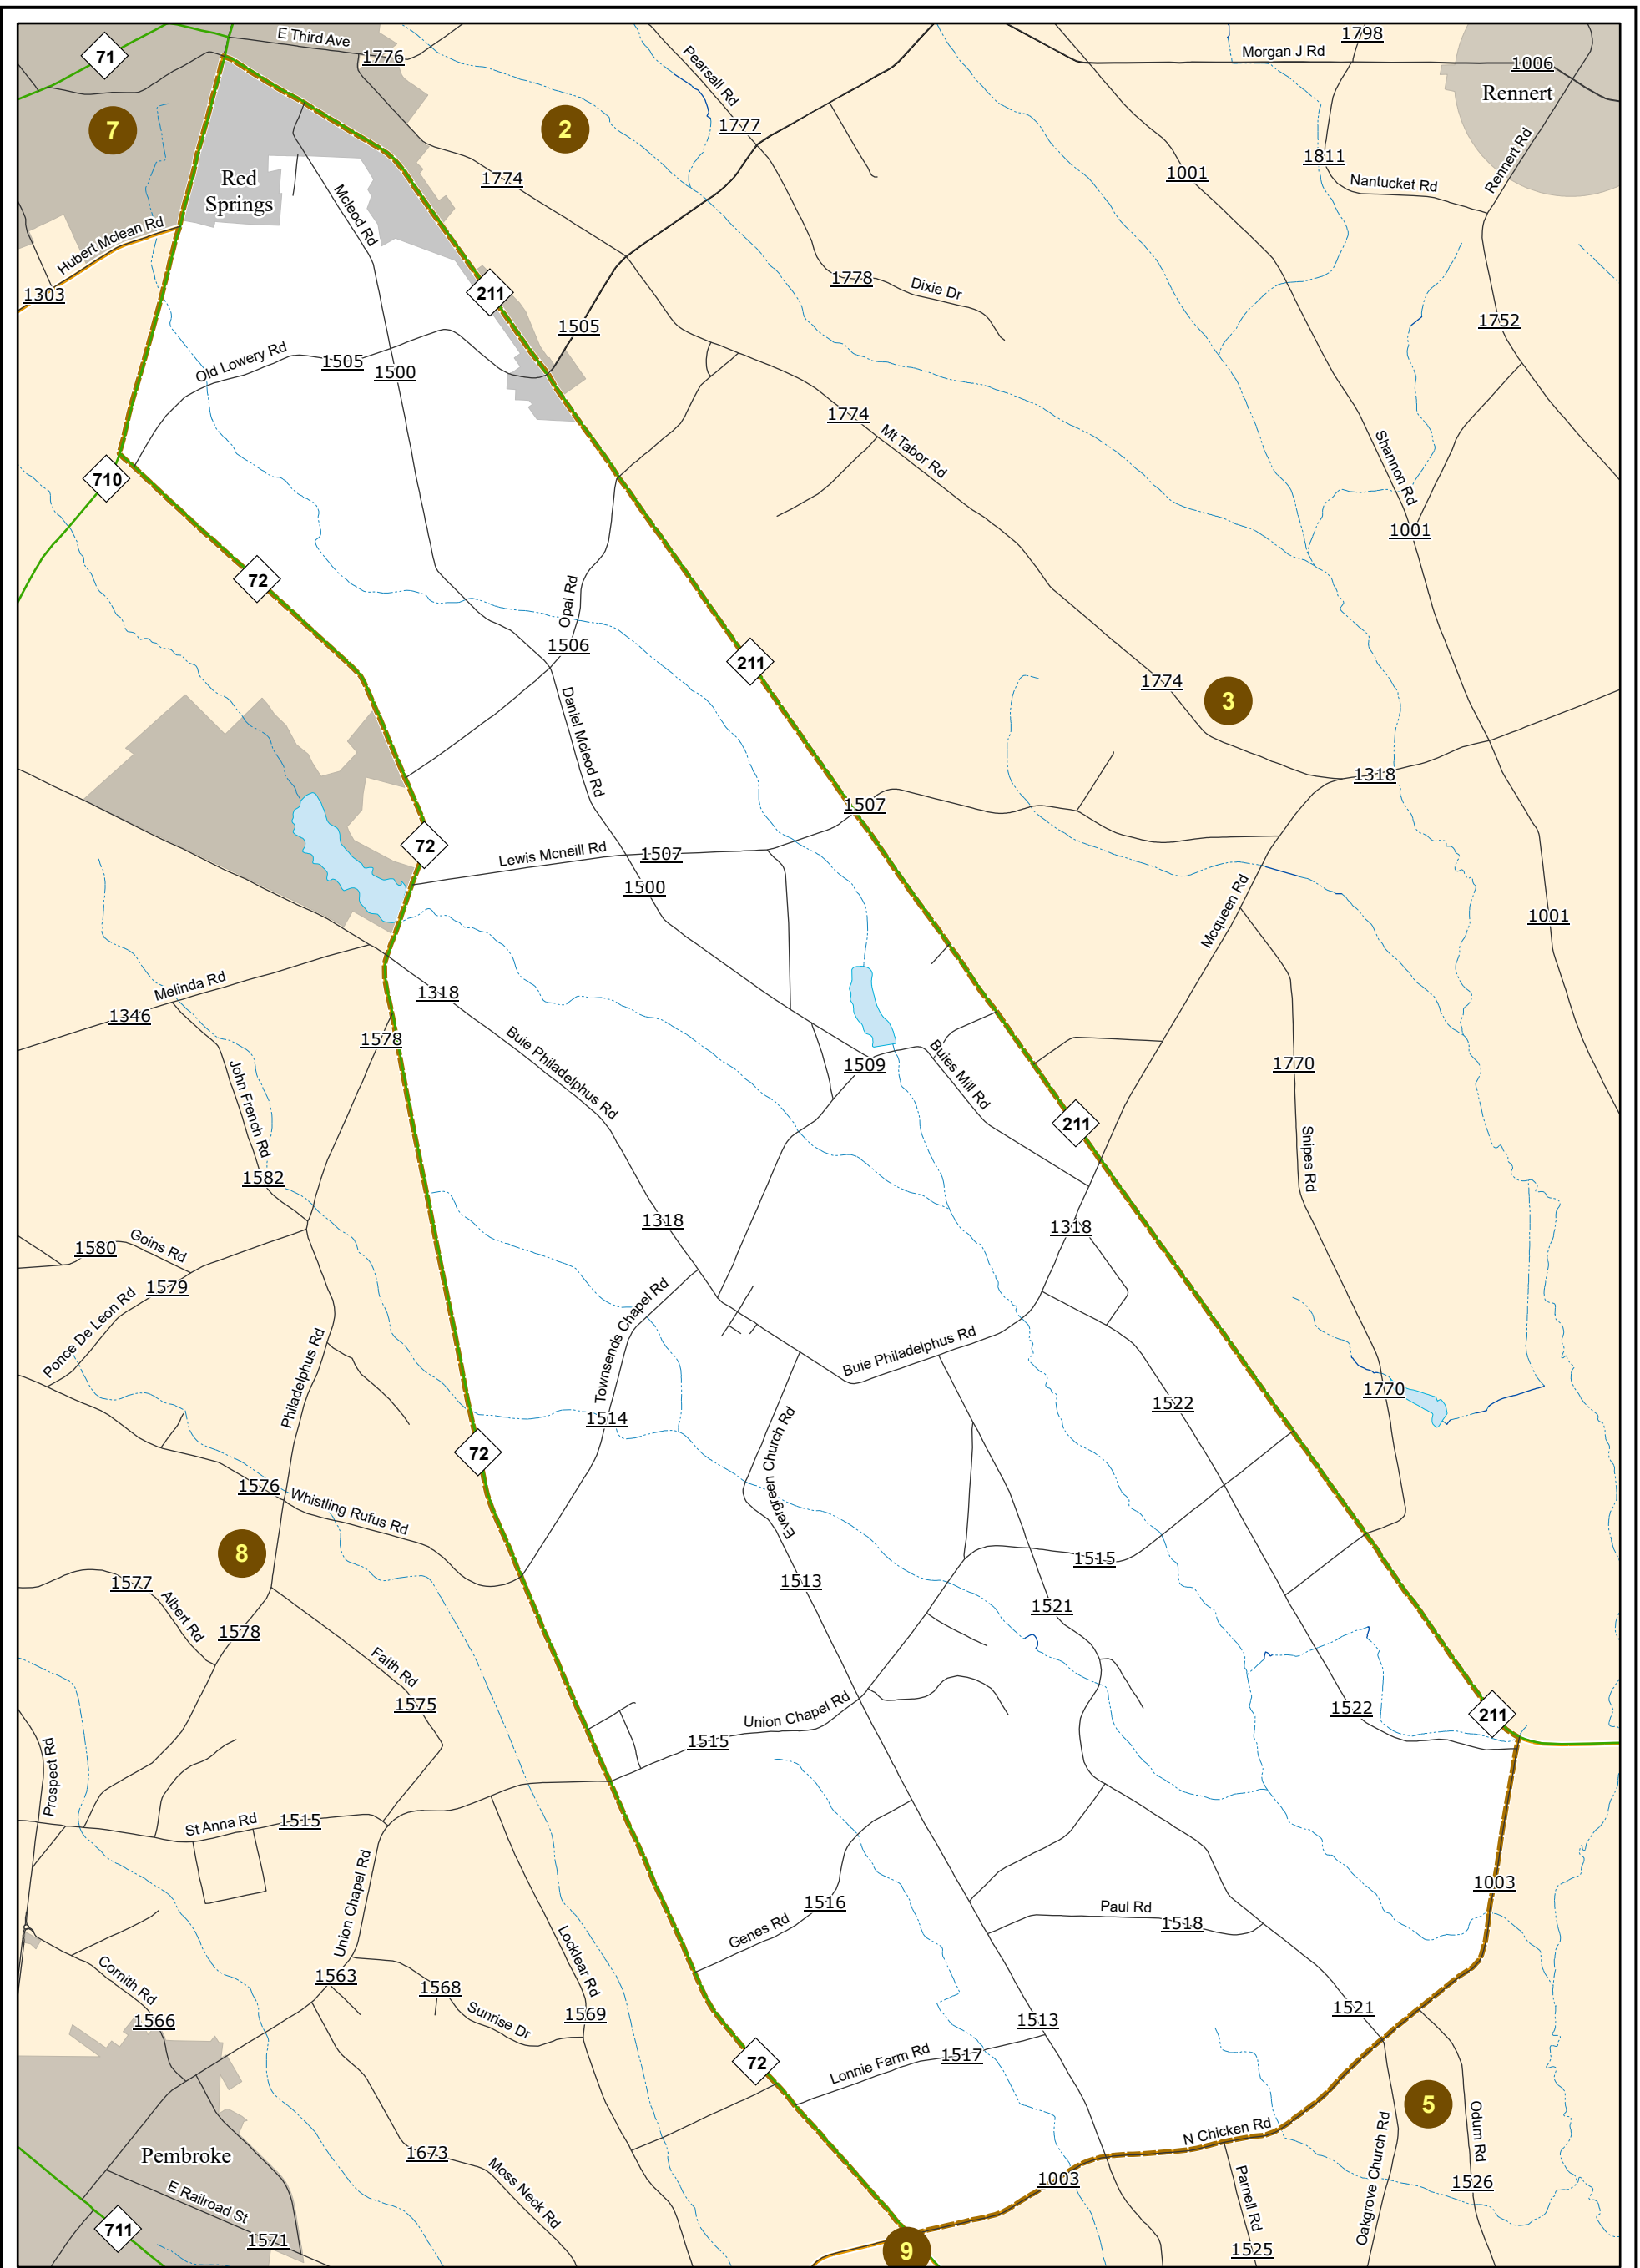 E Third Ave
1776
71
Pearsall Rd
1798
Morgan J Rd
1006
Rennert
7
2
1777
1811
Rennert Rd
1774
1001
Nantucket Rd
Red
Springs
Mcleod Rd
Hubert Mclean Rd
1303
211
1778
Dixie Dr
1505
1752
Old Lowery Rd
1505
1500
1774
Mt Tabor Rd
Shannon Rd
710
1001
72
Opal Rd
1506
211
1774
3
Daniel Mcleod Rd
1318
1507
72
Lewis Mcneill Rd
1507
1500
Mcqueen Rd
1001
Melinda Rd
1318
1346
1578
Buie Philadelphus Rd
1509
Buies Mill Rd
1770
John French Rd
211
Snipes Rd
1582
1318
1318
1580
Goins Rd
1579
Ponce De Leon Rd
Townsends Chapel Rd
Philadelphus Rd
Buie Philadelphus Rd
1770
1522
1514
Evergreen Church Rd
72
1576
Whistling Rufus Rd
8
1515
1577
1513
Albert Rd
1521
1578
Faith Rd
1575
Union Chapel Rd
1522
211
1515
Prospect Rd
St Anna Rd
1515
1003
Union Chapel Rd
1516
Genes Rd
Paul Rd
1518
Locklear Rd
Cornith Rd
1563
1568
1521
Sunrise Dr
1569
1566
1513
72
Lonnie Farm Rd
1517
5
N Chicken Rd
Odum Rd
Oakgrove Church Rd
Pembroke
1673
Moss Neck Rd
1003
Parnell Rd
1526
E Railroad St
711
1571
9
1525